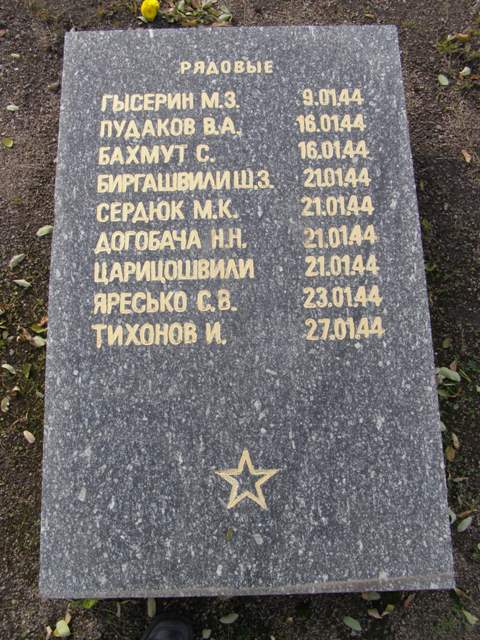 РЯДОВЫЕ
ГЫСЕРИН М.З. 9.01.44
ПУДАКОВ В.А. 16.01.44
БАХМУТ С. 16.01.44
БИРГАШВИЛИ Ш.З. 21.01.44
СЕРДЮК М.К. 21.01.44
ДОГОБАЧА Н.Н. 21.01.44
ЦАРИЦОШВИЛИ 21.01.44
ЯРЕСЬКО С.В. 23.01.44
ТИХОНОВ И. 27.01.44